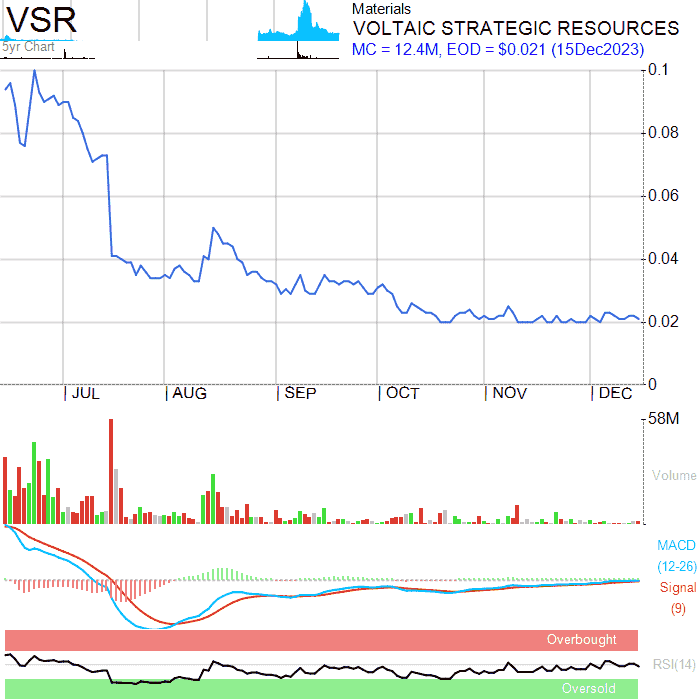 VSR
5yr Chart
Materials
VOLTAIC STRATEGIC RESOURCES
MC = 12.4M, EOD = $0.021 (15Dec2023)
0.1
0.08
0.06
0.04
0.02
0
JUL
AUG
SEP
OCT
NOV
DEC
58M
Volume
MACD
(12-26)
Signal
(9)
Overbought
RSI(14)
Oversold